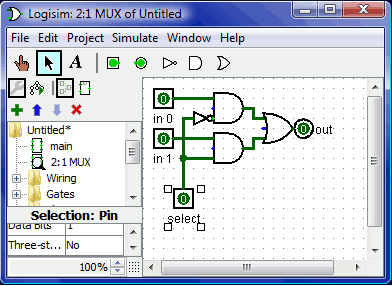 Logisim: 2:1 MUX of Untitled
File Edit Project Simulate Window Help
A
Untitled*
main
2:1 MUX
Wiring
Gates
Selection: Pin
Data Bits 1
Three-st... No
100%
0
in 0
0
in 1
0
out
0
select